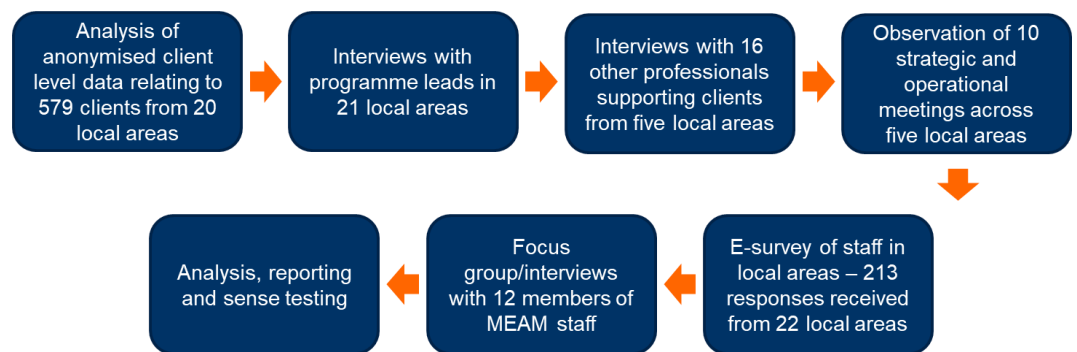 Analysis of
anonymised client
level data relating to
579 clients from 20
local areas
Interviews with
programme leads in
21 local areas
Interviews with 16
other professionals
supporting clients
from five local areas
Observation of 10
strategic and
operational
meetings across
five local areas
E-survey of staff in
local areas – 213
responses received
from 22 local areas
Focus
group/interviews
with 12 members of
MEAM staff
Analysis, reporting
and sense testing